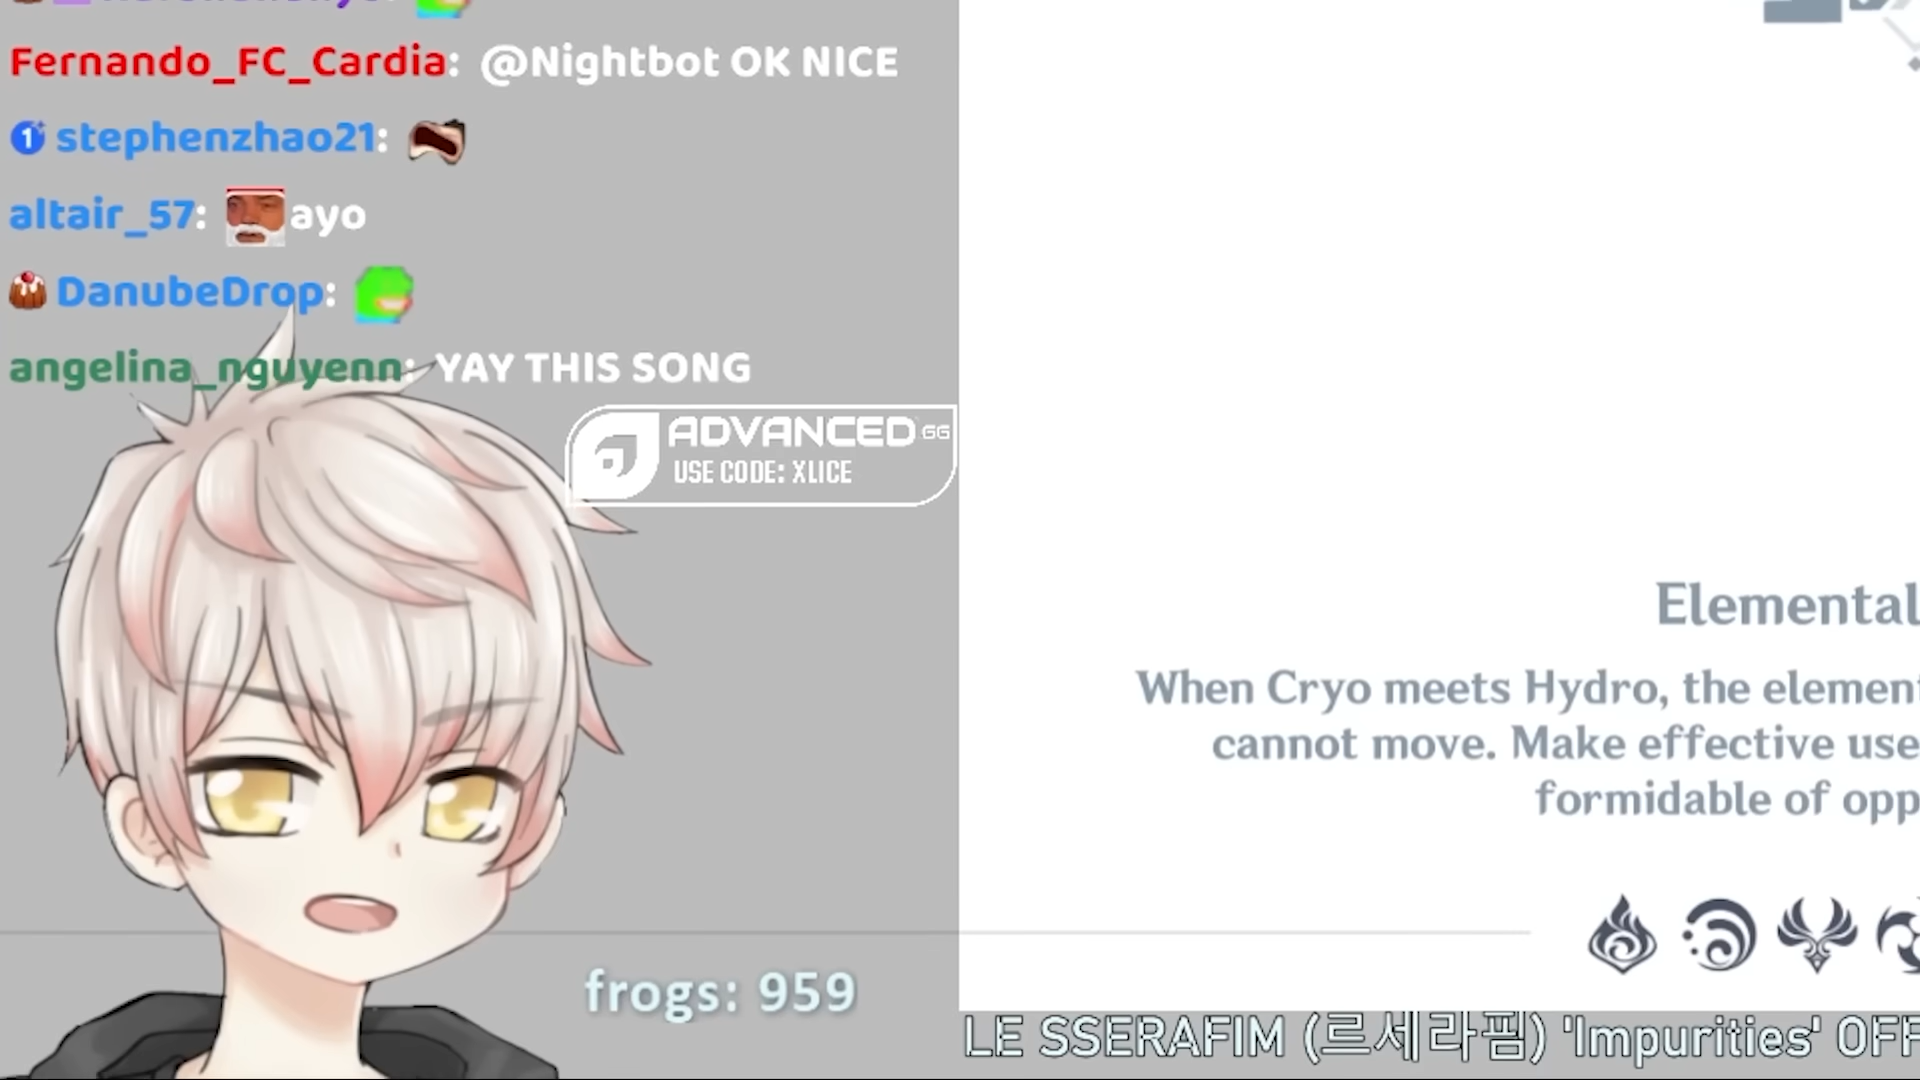 Fernando_FC_Cardia: @Nightbot OK NICE
1 stephenzhao21:
altair_57: ayo
DanubeDrop:
angelina_nguyenn: YAY THIS SONG
ADVANCED.GG
USE CODE: XLICE
Elemental
When Cryo meets Hydro, the element
cannot move. Make effective use
formidable of opp
frogs: 959
LE SSERAFIM (르세라핌) 'Impurities' OFF